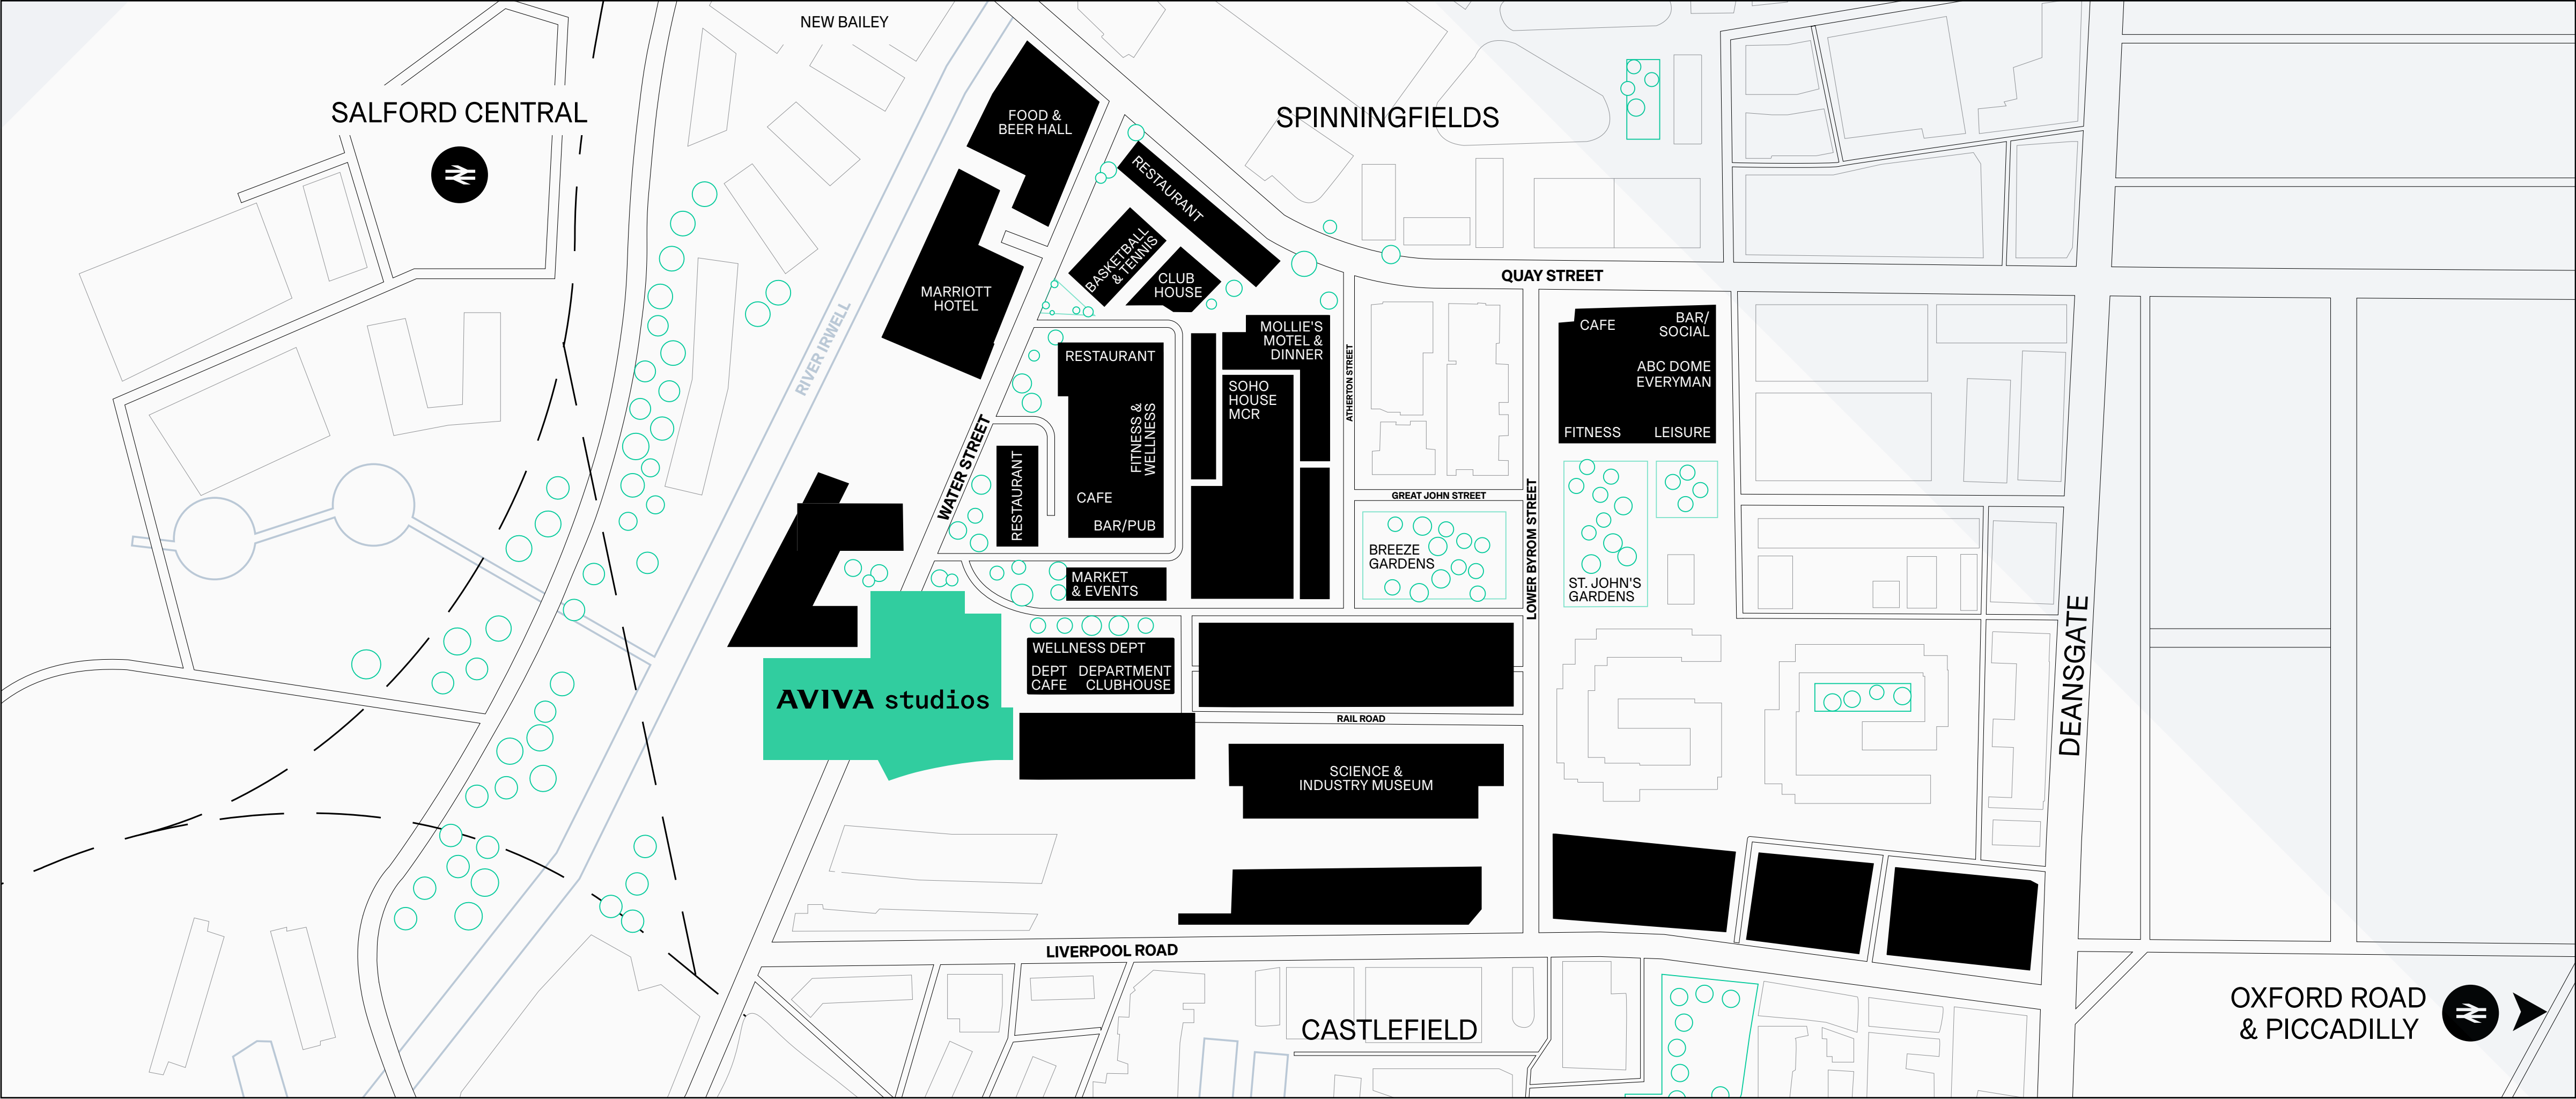 NEW BAILEY
SALFORD CENTRAL
SPINNINGFIELDS
FOOD &
BEER HALL
RESTAURANT
BASKETBALL
& TENNIS
CLUB
HOUSE
MARRIOTT
HOTEL
QUAY STREET
RIVER IRWELL
MOLLIE'S
MOTEL &
DINNER
CAFE
BAR/
SOCIAL
ABC DOME
EVERYMAN
FITNESS
LEISURE
RESTAURANT
FITNESS &
WELLNESS
CAFE
BAR/PUB
SOHO
HOUSE
MCR
ATHERTON STREET
WATER STREET
RESTAURANT
GREAT JOHN STREET
LOWER BYROM STREET
BREEZE
GARDENS
ST. JOHN'S
GARDENS
MARKET
& EVENTS
WELLNESS DEPT
DEPT
CAFE
DEPARTMENT
CLUBHOUSE
AVIVA studios
RAIL ROAD
DEANSGATE
SCIENCE &
INDUSTRY MUSEUM
LIVERPOOL ROAD
CASTLEFIELD
OXFORD ROAD
& PICCADILLY